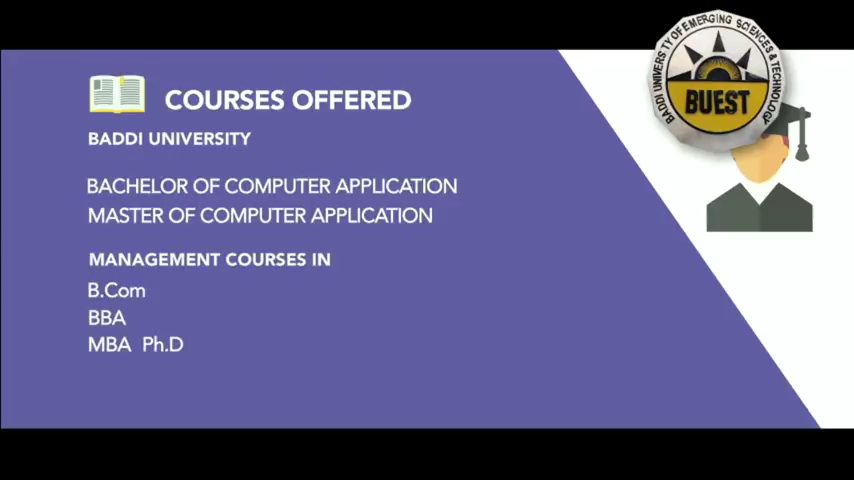 COURSES OFFERED
BADDI UNIVERSITY
BACHELOR OF COMPUTER APPLICATION
MASTER OF COMPUTER APPLICATION
MANAGEMENT COURSES IN
B.Com
BBA
MBA Ph.D
BADDI UNIVERSITY OF EMERGING SCIENCES & TECHNOLOGY
BUEST